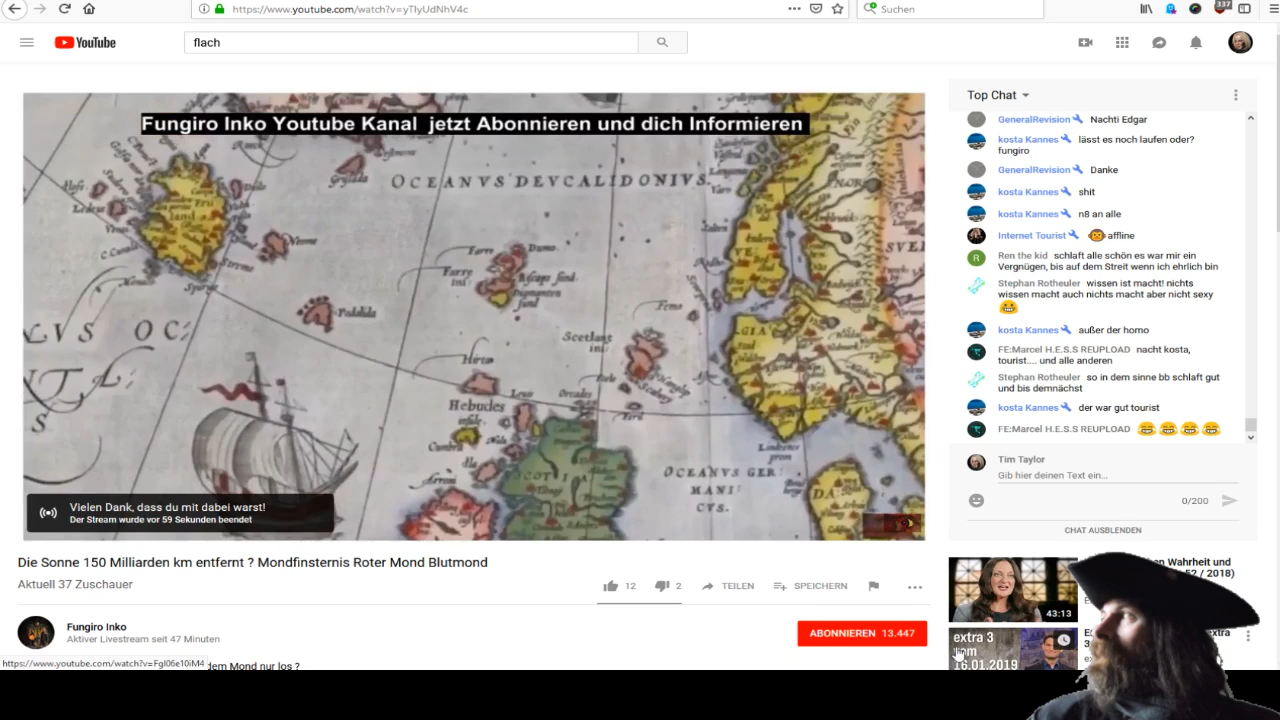 https://www.youtube.com/watch?v=yTIyUdNhV4c
Suchen
337
YouTube
flach
Fungiro Inko Youtube Kanal jetzt Abonnieren und dich Informieren
OCEANVS DEVCALIDONIVS.
Hebudes
OCEANVS GER
MANI
CVS.
Vielen Dank, dass du mit dabei warst!
Der Stream wurde vor 59 Sekunden beendet
Die Sonne 150 Milliarden km entfernt ? Mondfinsternis Roter Mond Blutmond
Aktuell 37 Zuschauer
12
2
TEILEN
SPEICHERN
Fungiro Inko
Aktiver Livestream seit 47 Minuten
ABONNIEREN 13.447
https://www.youtube.com/watch?v=FgI06e10iM4
dem Mond nur los ?
Top Chat
GeneralRevision Nachti Edgar
kosta Kannes lässt es noch laufen oder?
fungiro
GeneralRevision Danke
kosta Kannes shit
kosta Kannes n8 an alle
Internet Tourist affline
Ren the kid schlaft alle schön es war mir ein
Vergnügen, bis auf dem Streit wenn ich ehrlich bin
Stephan Rotheuler wissen ist macht! nichts
wissen macht auch nichts macht aber nicht sexy
kosta Kannes außer der homo
FE:Marcel H.E.S.S REUPLOAD nacht kosta,
tourist.... und alle anderen
Stephan Rotheuler so in dem sinne bb schlaft gut
und bis demnächst
kosta Kannes der war gut tourist
FE:Marcel H.E.S.S REUPLOAD
Tim Taylor
Gib hier deinen Text ein...
0/200
CHAT AUSBLENDEN
en Wahrheit und
52 / 2018)
43:13
extra 3
vom
16.01.2019
extra